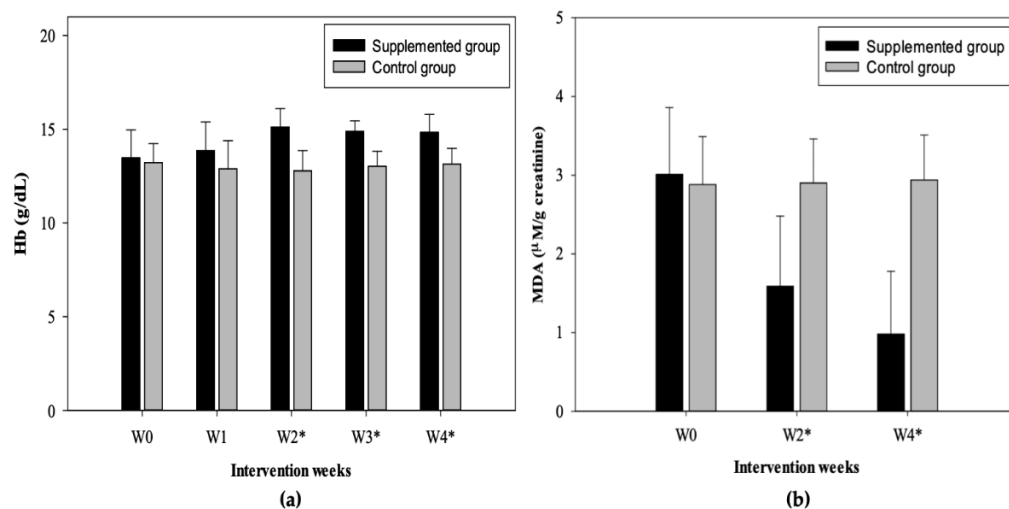 20
15
10
5
0
Hb (g/dL)
Supplemented group
Control group
W0 W1 W2* W3* W4*
Intervention weeks
(a)
5
4
3
2
1
0
MDA (µ M/g creatinine)
Supplemented group
Control group
W0 W2* W4*
Intervention weeks
(b)